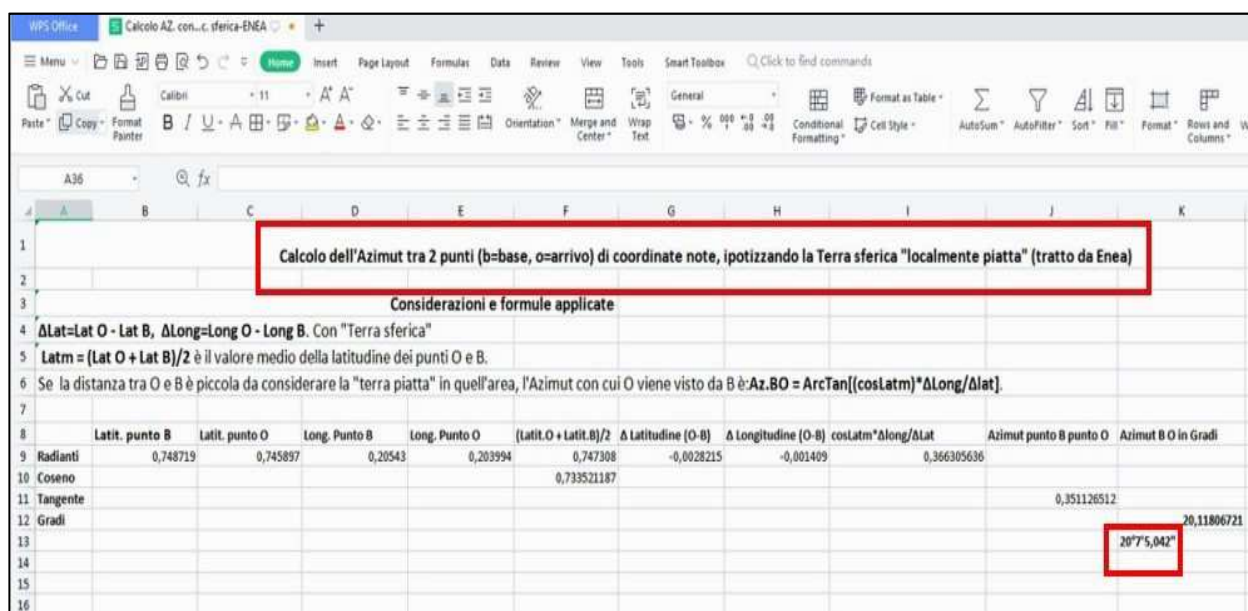 WPS Office Calcolo AZ. con...c. sferica-ENEA +
Menu Home Insert Page Layout Formulas Data Review View Tools Smart Toolbox Click to find commands
Cut Calibri 11 A A General Format as Table
Paste Copy Format Painter B I U A A Orientation Merge and Center Wrap Text % Conditional Formatting Cell Style AutoSum AutoFilter Sort Fill Format Rows and Columns
A36 fx
A B C D E F G H I J K
1 Calcolo dell'Azimut tra 2 punti (b=base, o=arrivo) di coordinate note, ipotizzando la Terra sferica "localmente piatta" (tratto da Enea)
2
3 Considerazioni e formule applicate
4 ΔLat=Lat O - Lat B, ΔLong=Long O - Long B. Con "Terra sferica"
5 Latm = (Lat O + Lat B)/2 è il valore medio della latitudine dei punti O e B.
6 Se la distanza tra O e B è piccola da considerare la "terra piatta" in quell'area, l'Azimut con cui O viene visto da B è:Az.BO = ArcTan[(cosLatm)*ΔLong/Δlat].
7
8 Latit. punto B Latit. punto O Long. Punto B Long. Punto O (Latit.O + Latit.B)/2 Δ Latitudine (O-B) Δ Longitudine (O-B) cosLatm*Δlong/ΔLat Azimut punto B punto O Azimut B O in Gradi
9 Radianti 0,748719 0,745897 0,20543 0,203994 0,747308 -0,0028215 -0,001409 0,366305636
10 Coseno 0,733521187
11 Tangente 0,351126512
12 Gradi 20,11806721
13 20°7'5,042"
14
15
16